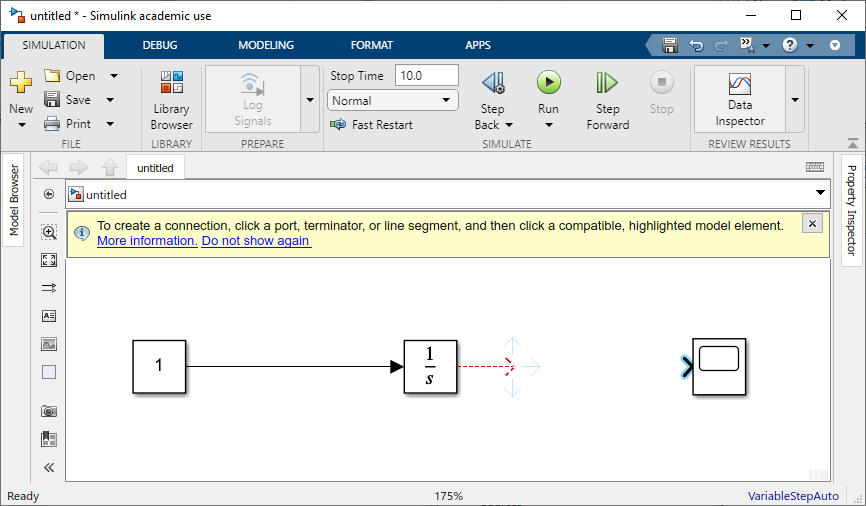 untitled * - Simulink academic use
SIMULATION DEBUG MODELING FORMAT APPS
New
Open
Save
Print
FILE
Library
Browser
LIBRARY
Log
Signals
PREPARE
Stop Time 10.0
Normal
Fast Restart
Step
Back
Run
Step
Forward
Stop
SIMULATE
Data
Inspector
REVIEW RESULTS
Model Browser
untitled
untitled
Property Inspector
To create a connection, click a port, terminator, or line segment, and then click a compatible, highlighted model element.
More information. Do not show again
1
1
s
Ready 175% VariableStepAuto